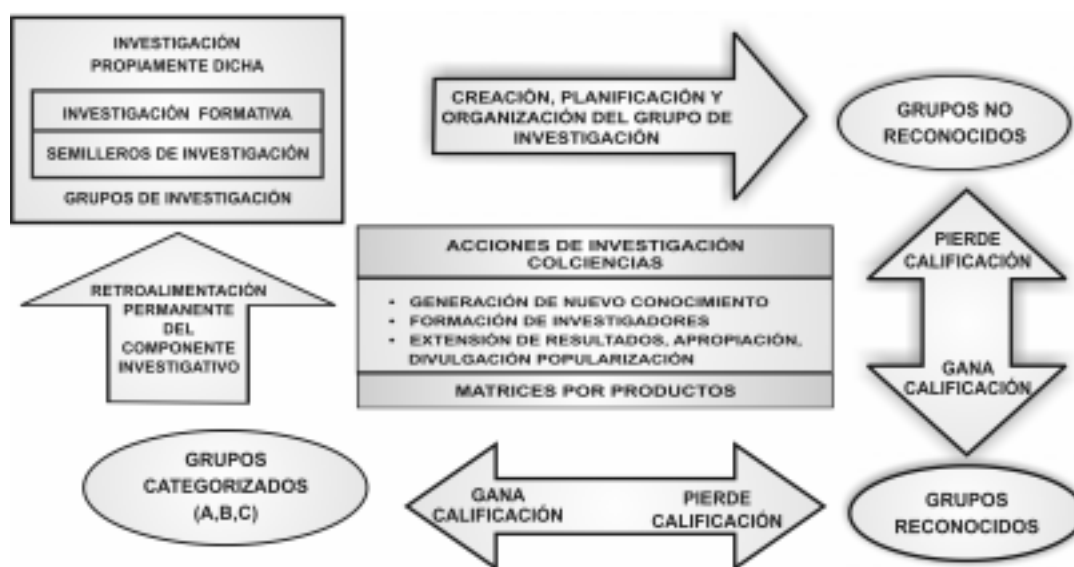 INVESTIGACIÓN
PROPIAMENTE DICHA
INVESTIGACIÓN FORMATIVA
SEMILLEROS DE INVESTIGACIÓN
GRUPOS DE INVESTIGACIÓN
CREACIÓN, PLANIFICACIÓN Y
ORGANIZACIÓN DEL GRUPO DE
INVESTIGACIÓN
GRUPOS NO
RECONOCIDOS
RETROALIMENTACIÓN
PERMANENTE
DEL
COMPONENTE
INVESTIGATIVO
ACCIONES DE INVESTIGACIÓN
COLCIENCIAS
• GENERACIÓN DE NUEVO CONOCIMIENTO
• FORMACIÓN DE INVESTIGADORES
• EXTENSIÓN DE RESULTADOS, APROPIACIÓN,
DIVULGACIÓN POPULARIZACIÓN
MATRICES POR PRODUCTOS
PIERDE
CALIFICACIÓN
GANA
CALIFICACIÓN
GRUPOS
CATEGORIZADOS
(A,B,C)
GANA
CALIFICACIÓN
PIERDE
CALIFICACIÓN
GRUPOS
RECONOCIDOS